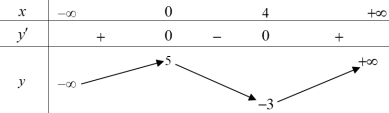 x −∞ 0 4 +∞
y′ + 0 − 0 +
5 +∞
y −∞
−3